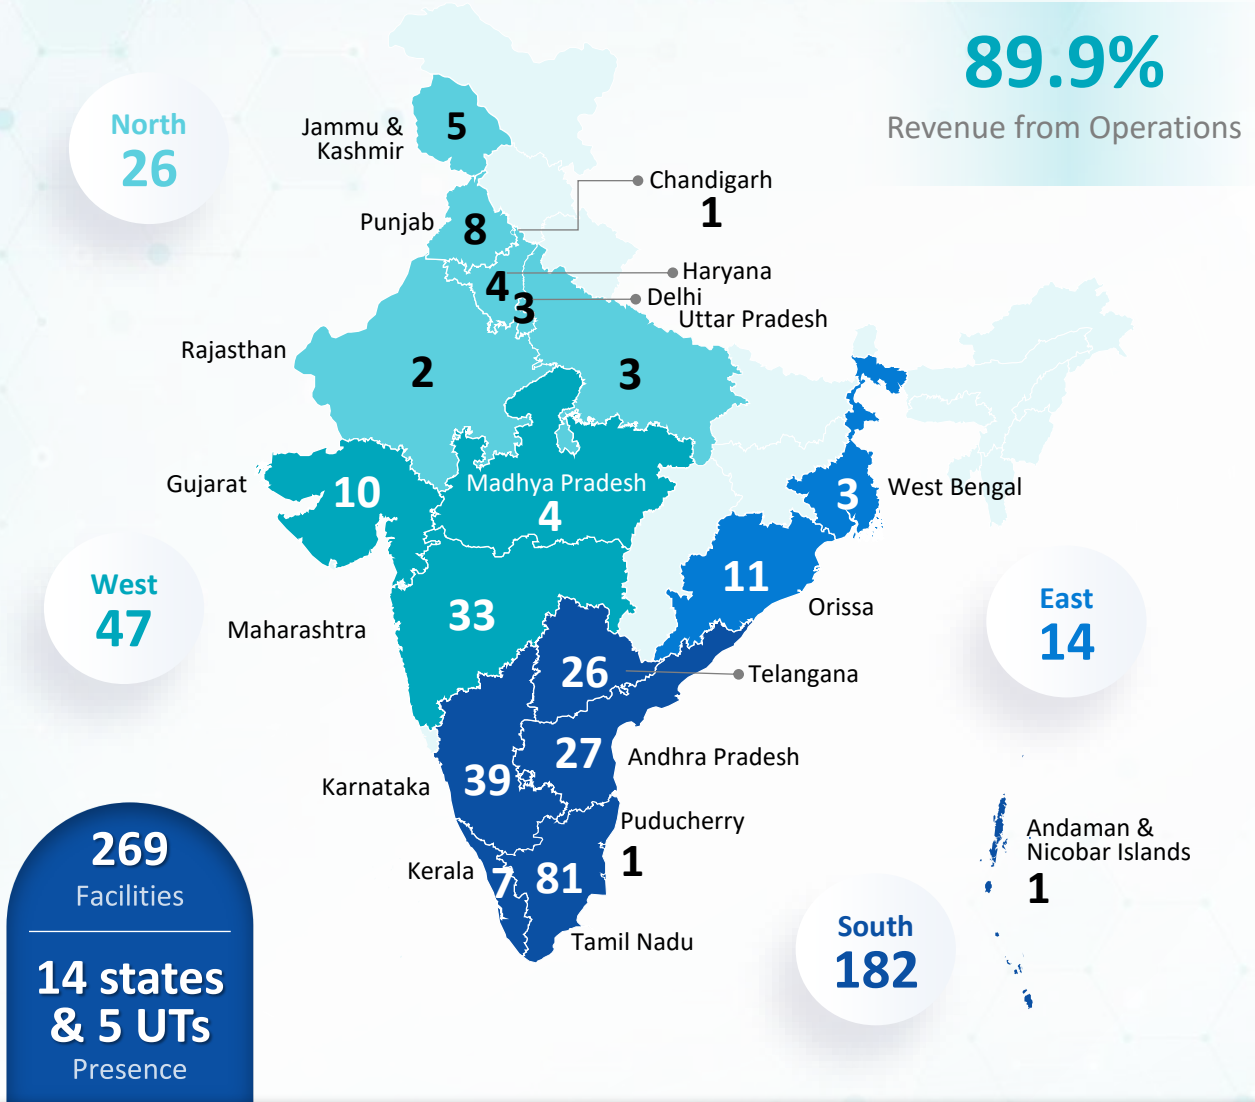 89.9%
Revenue from Operations
North
26
Jammu &
Kashmir
5
Chandigarh
1
Punjab
8
Haryana
4
Delhi
3
Uttar Pradesh
3
Rajasthan
2
Gujarat
10
Madhya Pradesh
4
3
West Bengal
West
47
Maharashtra
33
11
Orissa
East
14
26
Telangana
27
Andhra Pradesh
Karnataka
39
Puducherry
1
Kerala
7
81
Tamil Nadu
Andaman &
Nicobar Islands
1
South
182
269
Facilities
14 states
& 5 UTs
Presence